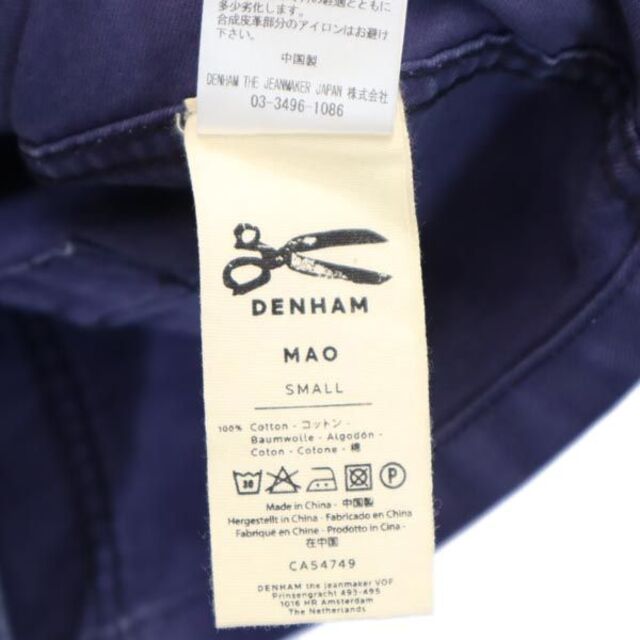 多少劣化します。
合成皮革部分のアイロンはお避け
下さい。
中国製
DENHAM THE JEANMAKER JAPAN 株式会社
03-3496-1086
DENHAM
MAO
SMALL
100% Cotton - コットン -
Baumwolle - Algodón -
Coton - Cotone - 棉
30
P
Made in China - 中国製
Hergestellt in China - Fabricado en China
Fabriqué en Chine - Prodotto in Cina -
在中国
CA54749
DENHAM the jeanmaker VOF
Prinsengracht 493-495
1016 HR Amsterdam
The Netherlands